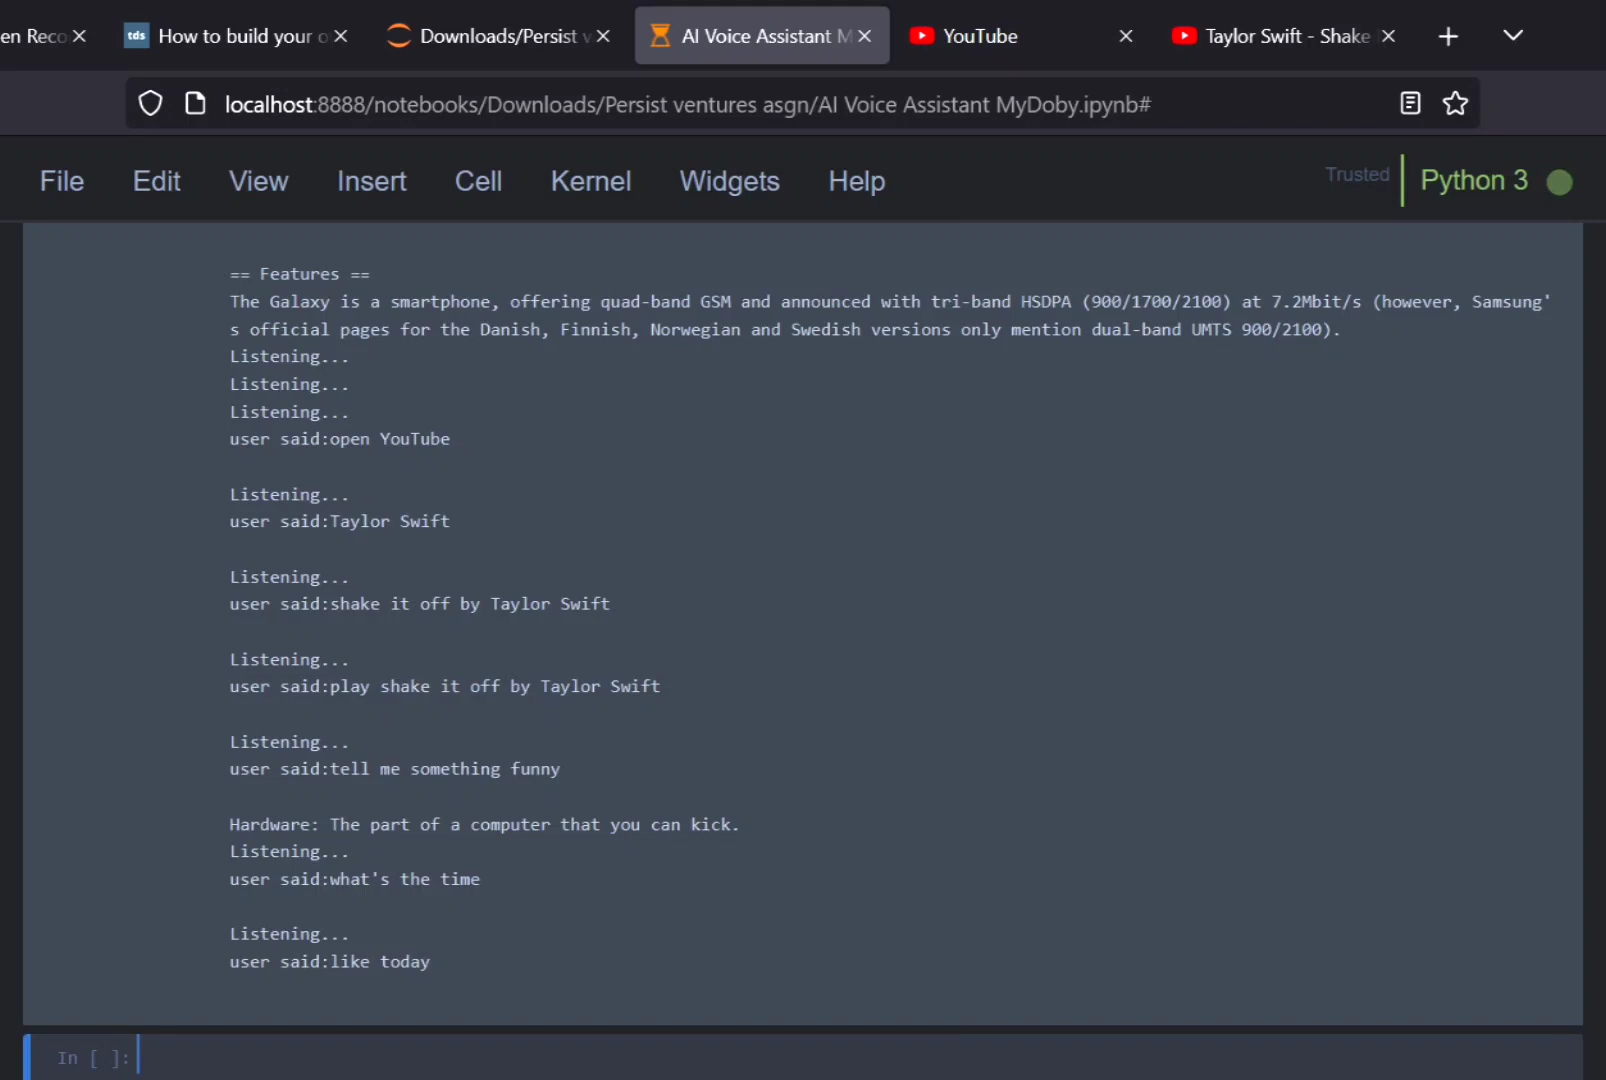 en Reco
tds How to build your o
Downloads/Persist v
AI Voice Assistant M
YouTube
Taylor Swift - Shake
localhost:8888/notebooks/Downloads/Persist ventures asgn/AI Voice Assistant MyDoby.ipynb#
File Edit View Insert Cell Kernel Widgets Help Trusted Python 3
== Features ==
The Galaxy is a smartphone, offering quad-band GSM and announced with tri-band HSDPA (900/1700/2100) at 7.2Mbit/s (however, Samsung'
s official pages for the Danish, Finnish, Norwegian and Swedish versions only mention dual-band UMTS 900/2100).
Listening...
Listening...
Listening...
user said:open YouTube
Listening...
user said:Taylor Swift
Listening...
user said:shake it off by Taylor Swift
Listening...
user said:play shake it off by Taylor Swift
Listening...
user said:tell me something funny
Hardware: The part of a computer that you can kick.
Listening...
user said:what's the time
Listening...
user said:like today
In [ ]: